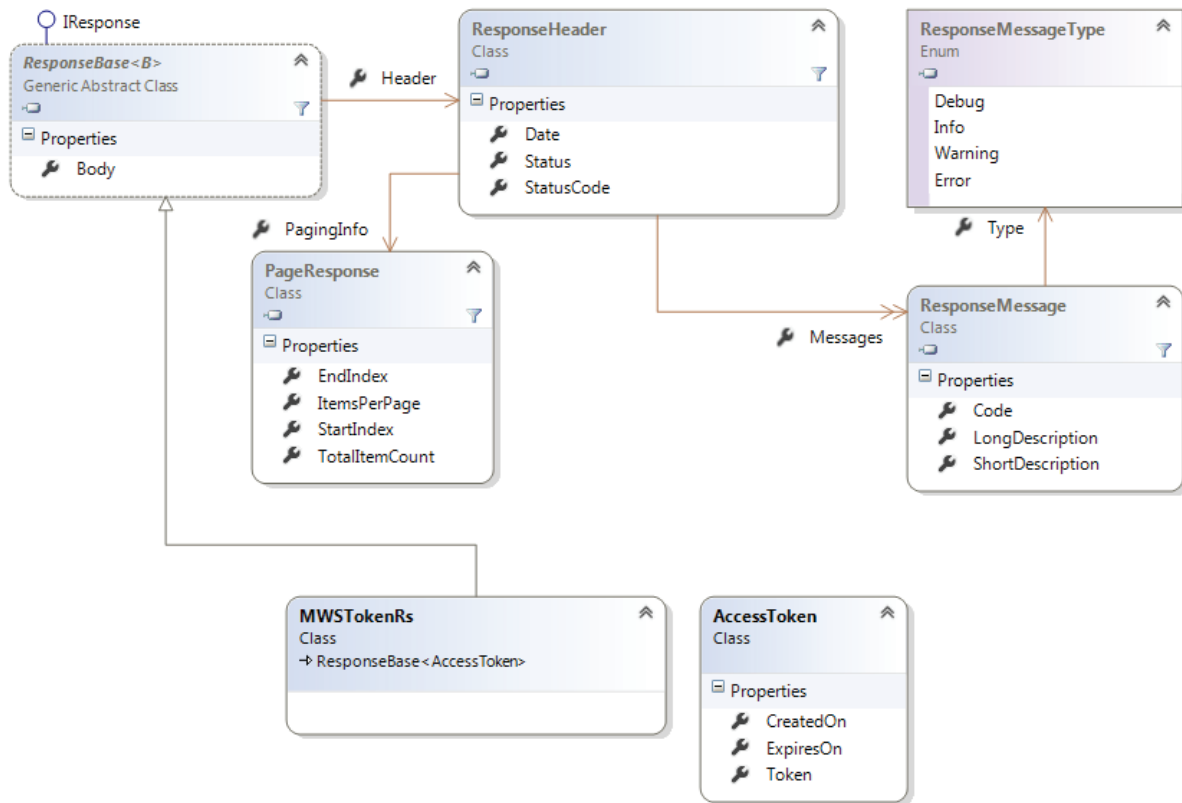 IResponse
ResponseBase<B>
Generic Abstract Class
Properties
Body
Header
ResponseHeader
Class
Properties
Date
Status
StatusCode
ResponseMessageType
Enum
Debug
Info
Warning
Error
PagingInfo
Type
PageResponse
Class
Properties
EndIndex
ItemsPerPage
StartIndex
TotalItemCount
Messages
ResponseMessage
Class
Properties
Code
LongDescription
ShortDescription
MWSTokenRs
Class
ResponseBase<AccessToken>
AccessToken
Class
Properties
CreatedOn
ExpiresOn
Token